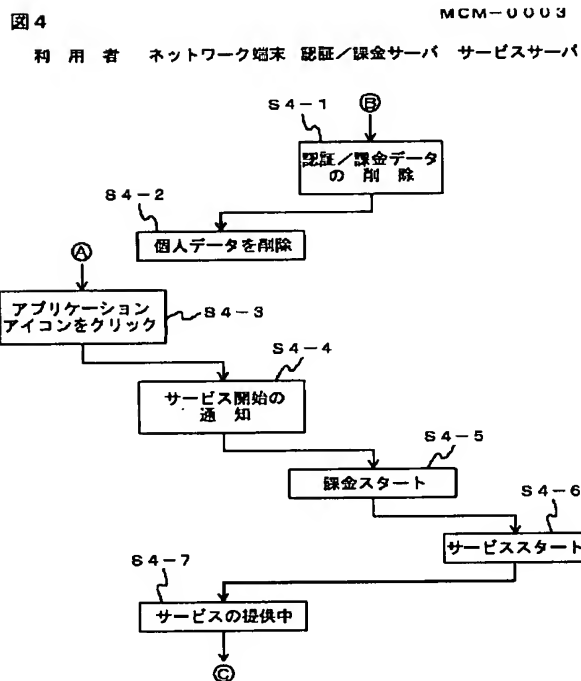 MCM-0003
図4
利用者 ネットワーク端末 認証/課金サーバ サービスサーバ
S4-1
Ⓑ
認証/課金データ
の削除
S4-2
個人データを削除
Ⓐ
アプリケーション
アイコンをクリック
S4-3
S4-4
サービス開始の
通知
S4-5
課金スタート
S4-6
サービススタート
S4-7
サービスの提供中
Ⓒ